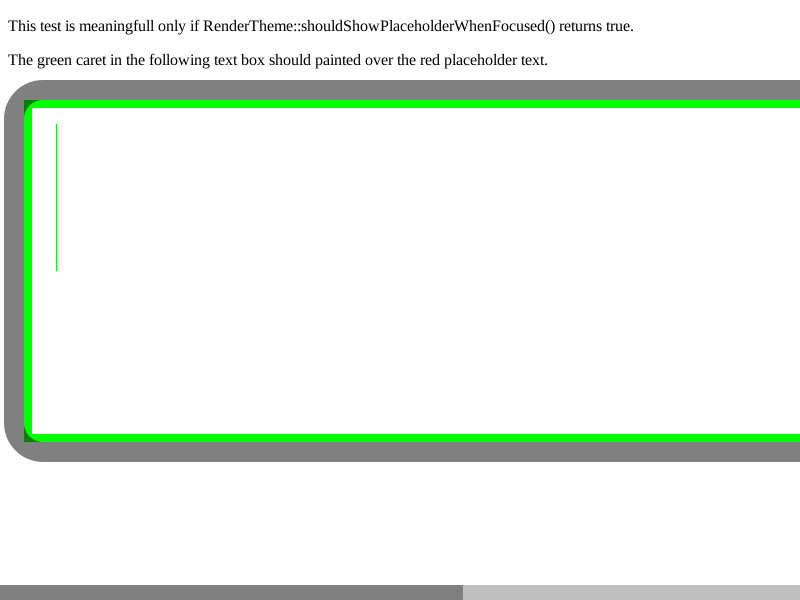 This test is meaningfull only if RenderTheme::shouldShowPlaceholderWhenFocused() returns true.
The green caret in the following text box should painted over the red placeholder text.